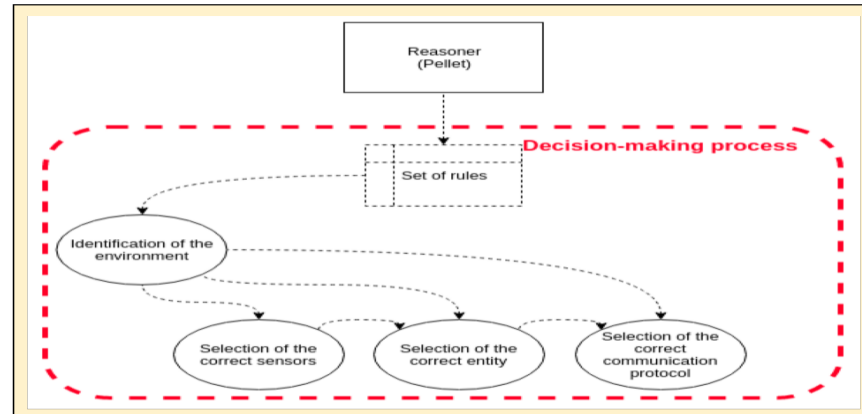 Reasoner
(Pellet)
Decision-making process
Set of rules
Identification of the
environment
Selection of the
correct sensors
Selection of the
correct entity
Selection of the
correct
communication
protocol